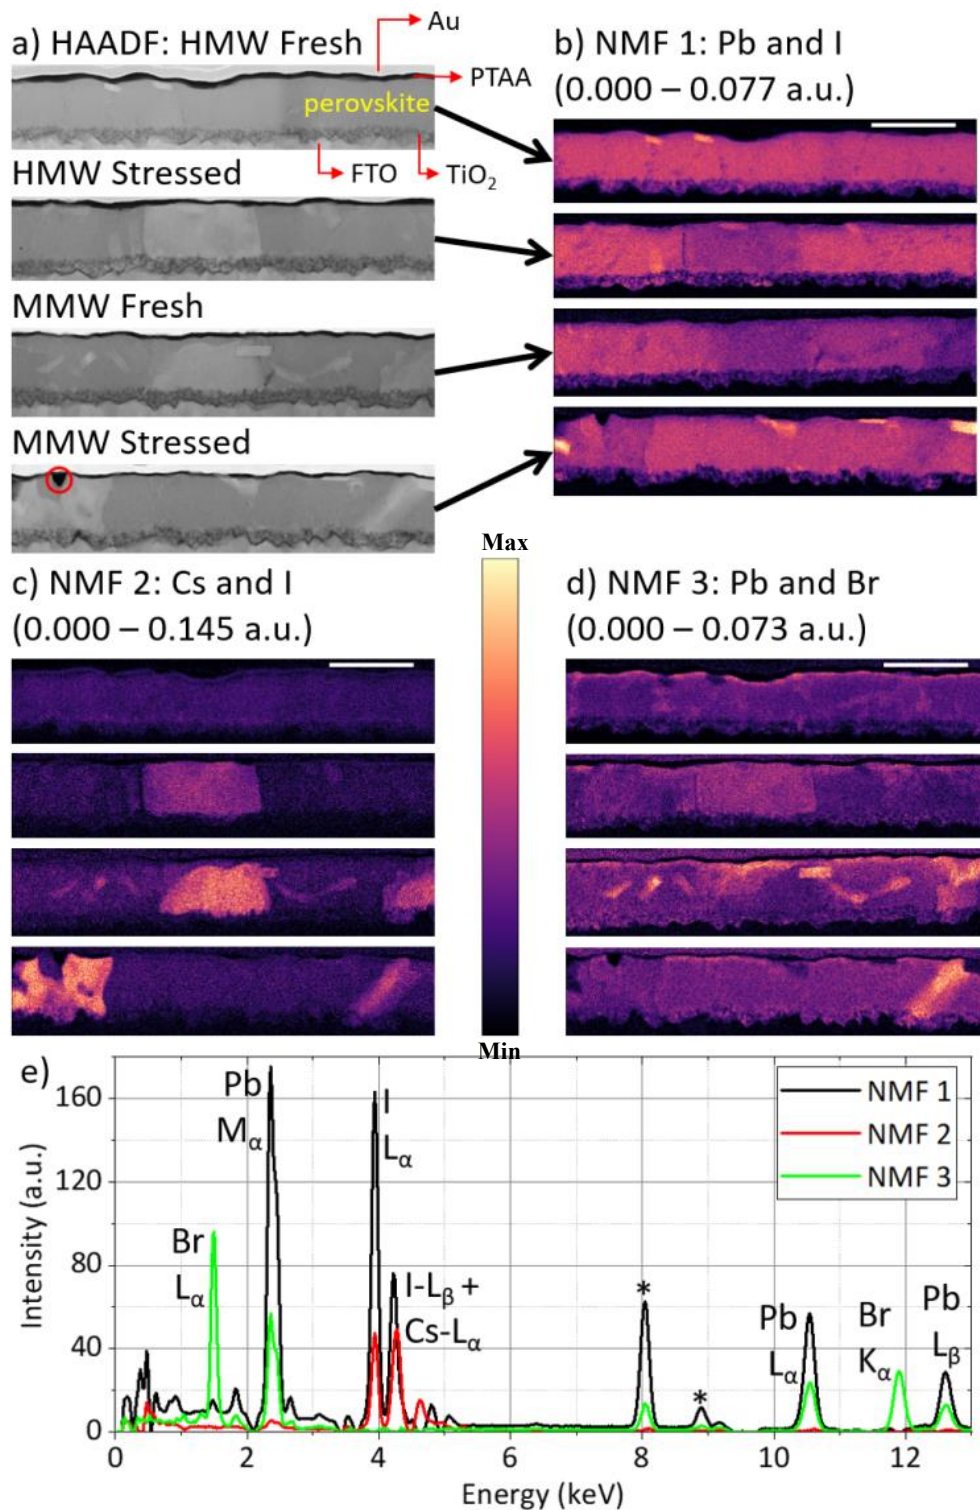 a) HAADF: HMW Fresh
Au
PTAA
perovskite
FTO
TiO₂
HMW Stressed
MMW Fresh
MMW Stressed
b) NMF 1: Pb and I
(0.000 – 0.077 a.u.)
Max
Min
c) NMF 2: Cs and I
(0.000 – 0.145 a.u.)
d) NMF 3: Pb and Br
(0.000 – 0.073 a.u.)
e)
Intensity (a.u.)
160
120
80
40
0
Br
Lα
Pb
Mα
I
Lα
I-Lβ +
Cs-Lα
*
*
Pb
Lα
Br
Kα
Pb
Lβ
NMF 1
NMF 2
NMF 3
0 2 4 6 8 10 12
Energy (keV)